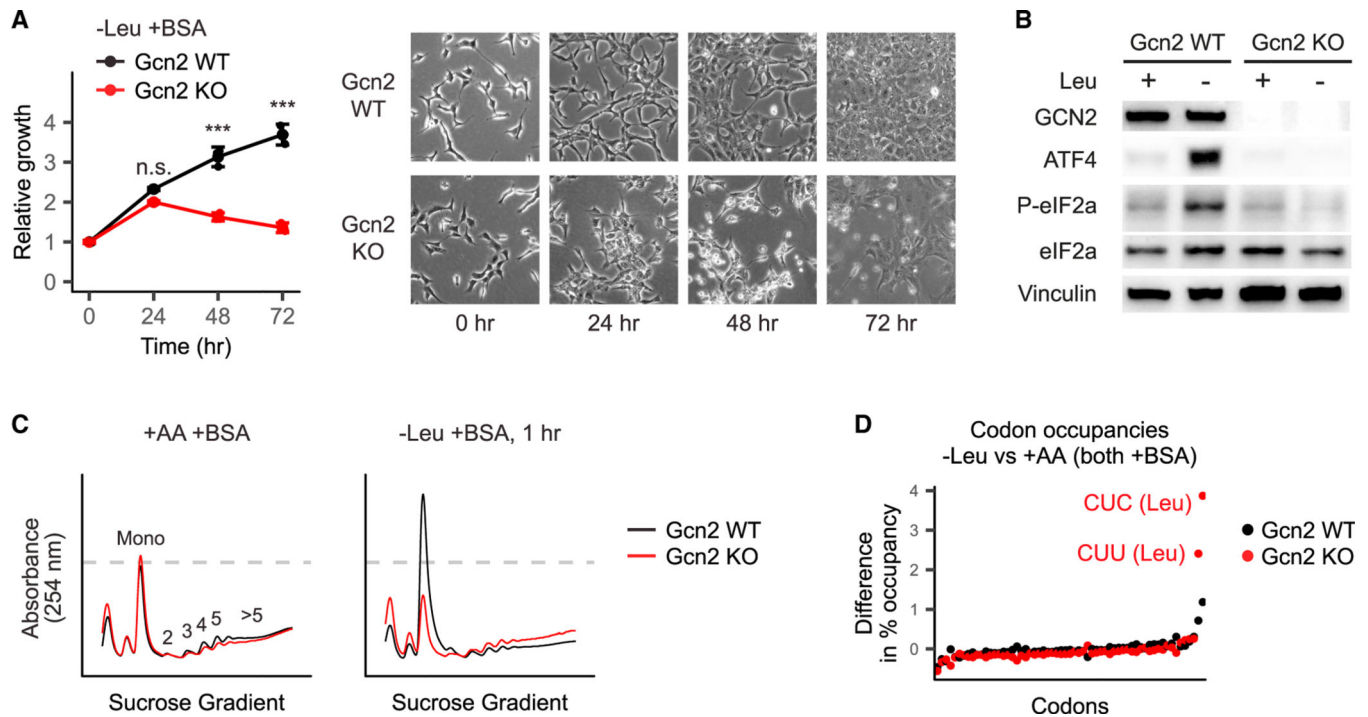 A
-Leu +BSA
Gcn2 WT
Gcn2 KO
Relative growth
4
3
2
1
0
n.s.
***
***
0
24
48
72
Time (hr)
Gcn2
WT
Gcn2
KO
0 hr
24 hr
48 hr
72 hr
B
Gcn2 WT
Gcn2 KO
Leu
+
-
+
-
GCN2
ATF4
P-eIF2a
eIF2a
Vinculin
C
+AA +BSA
-Leu +BSA, 1 hr
Absorbance
(254 nm)
Mono
2
3
4
5
>5
Sucrose Gradient
Sucrose Gradient
Gcn2 WT
Gcn2 KO
D
Codon occupancies
-Leu vs +AA (both +BSA)
Difference
in % occupancy
4
3
2
1
0
CUC (Leu)
CUU (Leu)
Gcn2 WT
Gcn2 KO
Codons